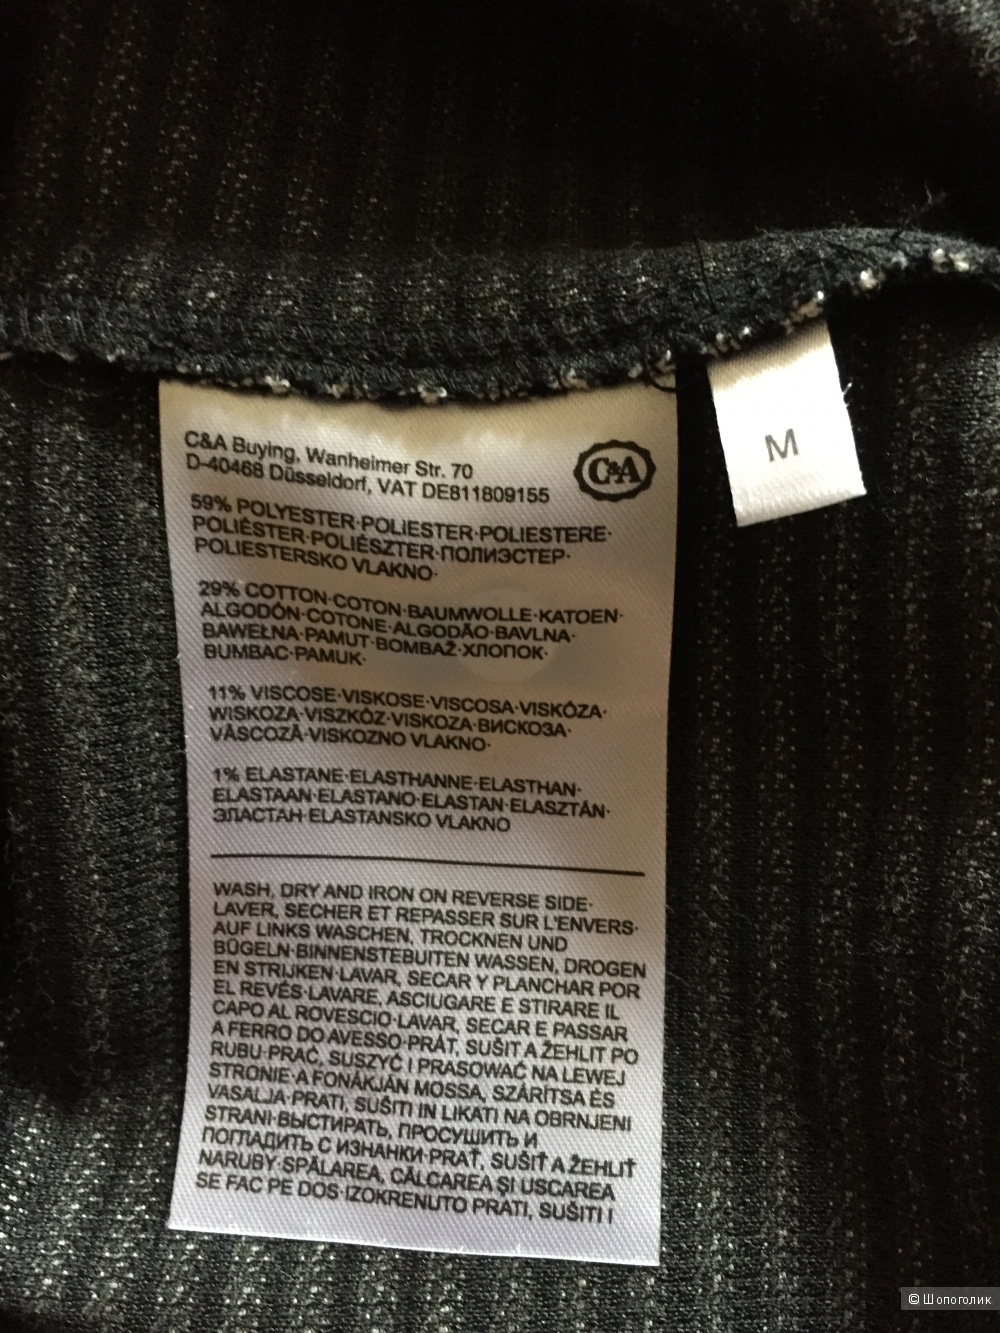 C&A Buying, Wanheimer Str. 70
D-40468 Düsseldorf, VAT DE811809155
C&A
M
59% POLYESTER·POLIESTER·POLIESTERE·
POLIÉSTER·POLIÉSZTER·ПОЛИЭСТЕР·
POLIESTERSKO VLAKNO·
29% COTTON·COTON·BAUMWOLLE·KATOEN·
ALGODÓN·COTONE·ALGODÃO·BAVLNA·
BAWEŁNA·PAMUT·BOMBAŽ·ХЛОПОК·
BUMBAC·PAMUK·
11% VISCOSE·VISKOSE·VISCOSA·VISKÓZA·
WISKOZA·VISZKÓZ·VISKOZA·ВИСКОЗА·
VÂSCOZĂ·VISKOZNO VLAKNO·
1% ELASTANE·ELASTHANNE·ELASTHAN·
ELASTAAN·ELASTANO·ELASTAN·ELASZTÁN·
ЭЛАСТАН·ELASTANSKO VLAKNO
WASH, DRY AND IRON ON REVERSE SIDE·
LAVER, SECHER ET REPASSER SUR L'ENVERS·
AUF LINKS WASCHEN, TROCKNEN UND
BÜGELN·BINNENSTEBUITEN WASSEN, DROGEN
EN STRIJKEN·LAVAR, SECAR Y PLANCHAR POR
EL REVÉS·LAVARE, ASCIUGARE E STIRARE IL
CAPO AL ROVESCIO·LAVAR, SECAR E PASSAR
A FERRO DO AVESSO·PRÁT, SUŠIT A ŽEHLIT PO
RUBU·PRAĆ, SUSZYĆ I PRASOWAĆ NA LEWEJ
STRONIE·A FONÁKJÁN MOSSA, SZÁRÍTSA ÉS
VASALJA·PRATI, SUŠITI IN LIKATI NA OBRNJENI
STRANI·ВЫСТИРАТЬ, ПРОСУШИТЬ И
ПОГЛАДИТЬ С ИЗНАНКИ·PRAŤ, SUŠIŤ A ŽEHLIŤ
NARUBY·SPĂLAREA, CĂLCAREA ȘI USCAREA
SE FAC PE DOS·IZOKRENUTO PRATI, SUŠITI I
© Шопоголик